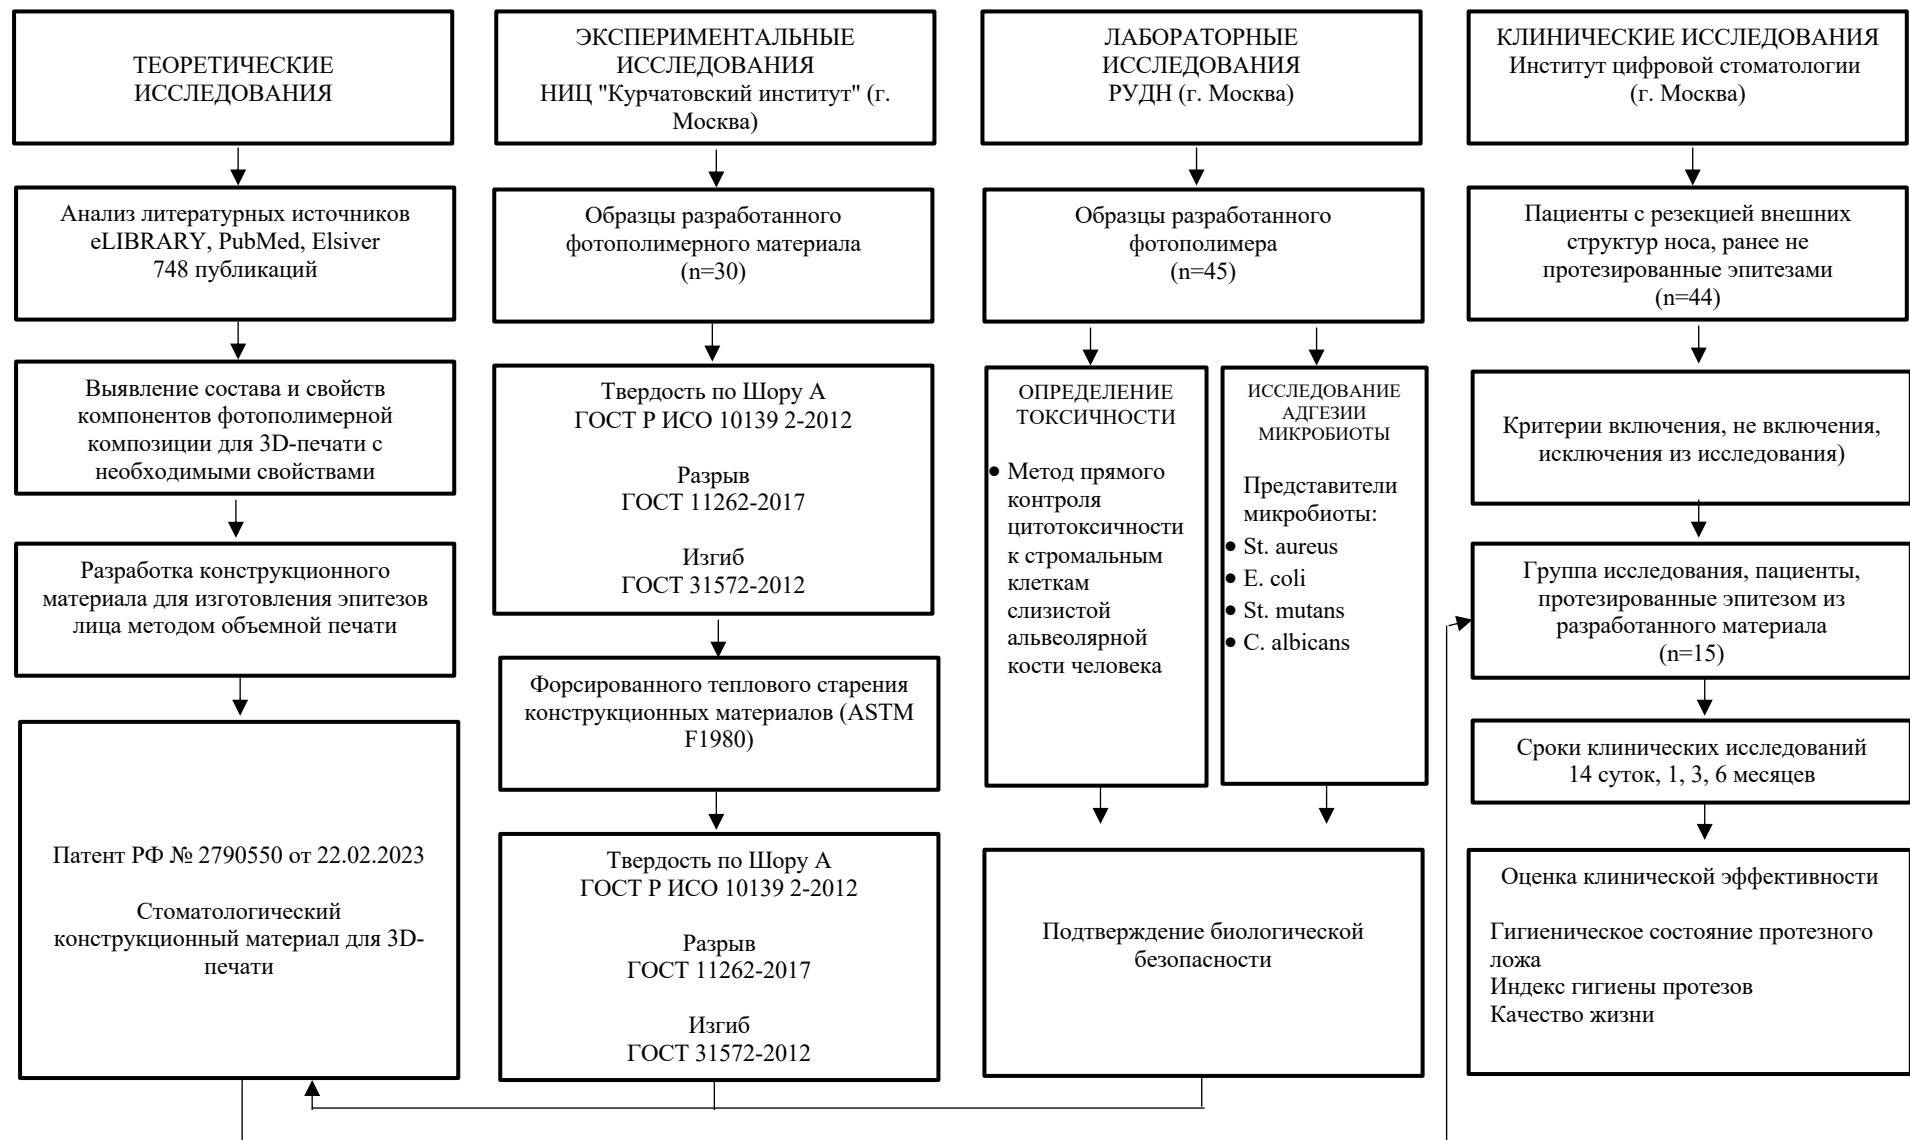 ТЕОРЕТИЧЕСКИЕ
ИССЛЕДОВАНИЯ
Анализ литературных источников
eLIBRARY, PubMed, Elsiver
748 публикаций
Выявление состава и свойств
компонентов фотополимерной
композиции для 3D-печати с
необходимыми свойствами
Разработка конструкционного
материала для изготовления эпитезов
лица методом объемной печати
Патент РФ № 2790550 от 22.02.2023
Стоматологический
конструкционный материал для 3D-
печати
ЭКСПЕРИМЕНТАЛЬНЫЕ
ИССЛЕДОВАНИЯ
НИЦ "Курчатовский институт" (г.
Москва)
Образцы разработанного
фотополимерного материала
(n=30)
Твердость по Шору А
ГОСТ Р ИСО 10139 2-2012
Разрыв
ГОСТ 11262-2017
Изгиб
ГОСТ 31572-2012
Форсированного теплового старения
конструкционных материалов (ASTM
F1980)
Твердость по Шору А
ГОСТ Р ИСО 10139 2-2012
Разрыв
ГОСТ 11262-2017
Изгиб
ГОСТ 31572-2012
ЛАБОРАТОРНЫЕ
ИССЛЕДОВАНИЯ
РУДН (г. Москва)
Образцы разработанного
фотополимера
(n=45)
ОПРЕДЕЛЕНИЕ
ТОКСИЧНОСТИ
• Метод прямого
контроля
цитотоксичности
к стромальным
клеткам
слизистой
альвеолярной
кости человека
ИССЛЕДОВАНИЕ
АДГЕЗИИ
МИКРОБИОТЫ
Представители
микробиоты:
• St. aureus
• E. coli
• St. mutans
• C. albicans
Подтверждение биологической
безопасности
КЛИНИЧЕСКИЕ ИССЛЕДОВАНИЯ
Институт цифровой стоматологии
(г. Москва)
Пациенты с резекцией внешних
структур носа, ранее не
протезированные эпитезами
(n=44)
Критерии включения, не включения,
исключения из исследования)
Группа исследования, пациенты,
протезированные эпитезом из
разработанного материала
(n=15)
Сроки клинических исследований
14 суток, 1, 3, 6 месяцев
Оценка клинической эффективности
Гигиеническое состояние протезного
ложа
Индекс гигиены протезов
Качество жизни